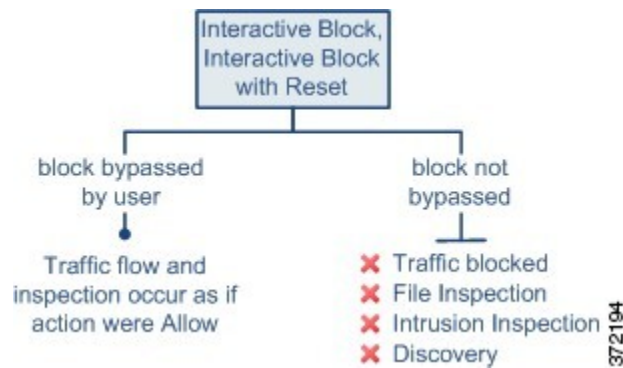 Interactive Block,
Interactive Block
with Reset
block bypassed
by user
Traffic flow and
inspection occur as if
action were Allow
block not
bypassed
Traffic blocked
File Inspection
Intrusion Inspection
Discovery
372194